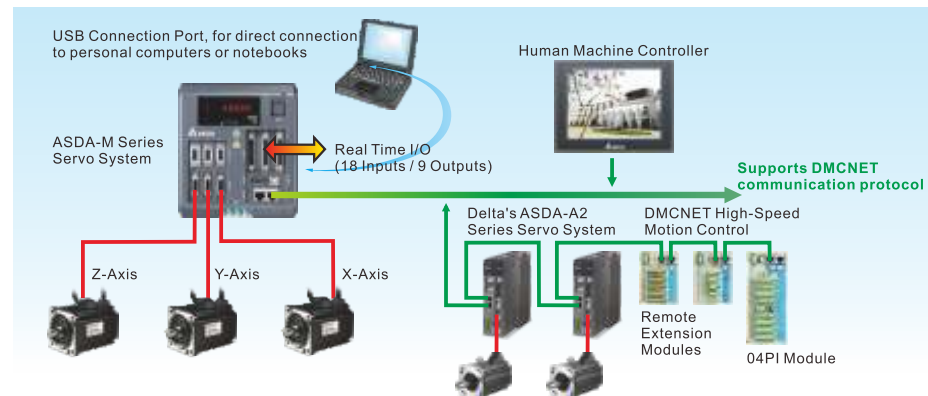 USB Connection Port, for direct connection
to personal computers or notebooks
Human Machine Controller
ASDA-M Series
Servo System
Real Time I/O
(18 Inputs / 9 Outputs)
Supports DMCNET
communication protocol
Delta's ASDA-A2
Series Servo System
DMCNET High-Speed
Motion Control
Z-Axis
Y-Axis
X-Axis
Remote
Extension
Modules
04PI Module